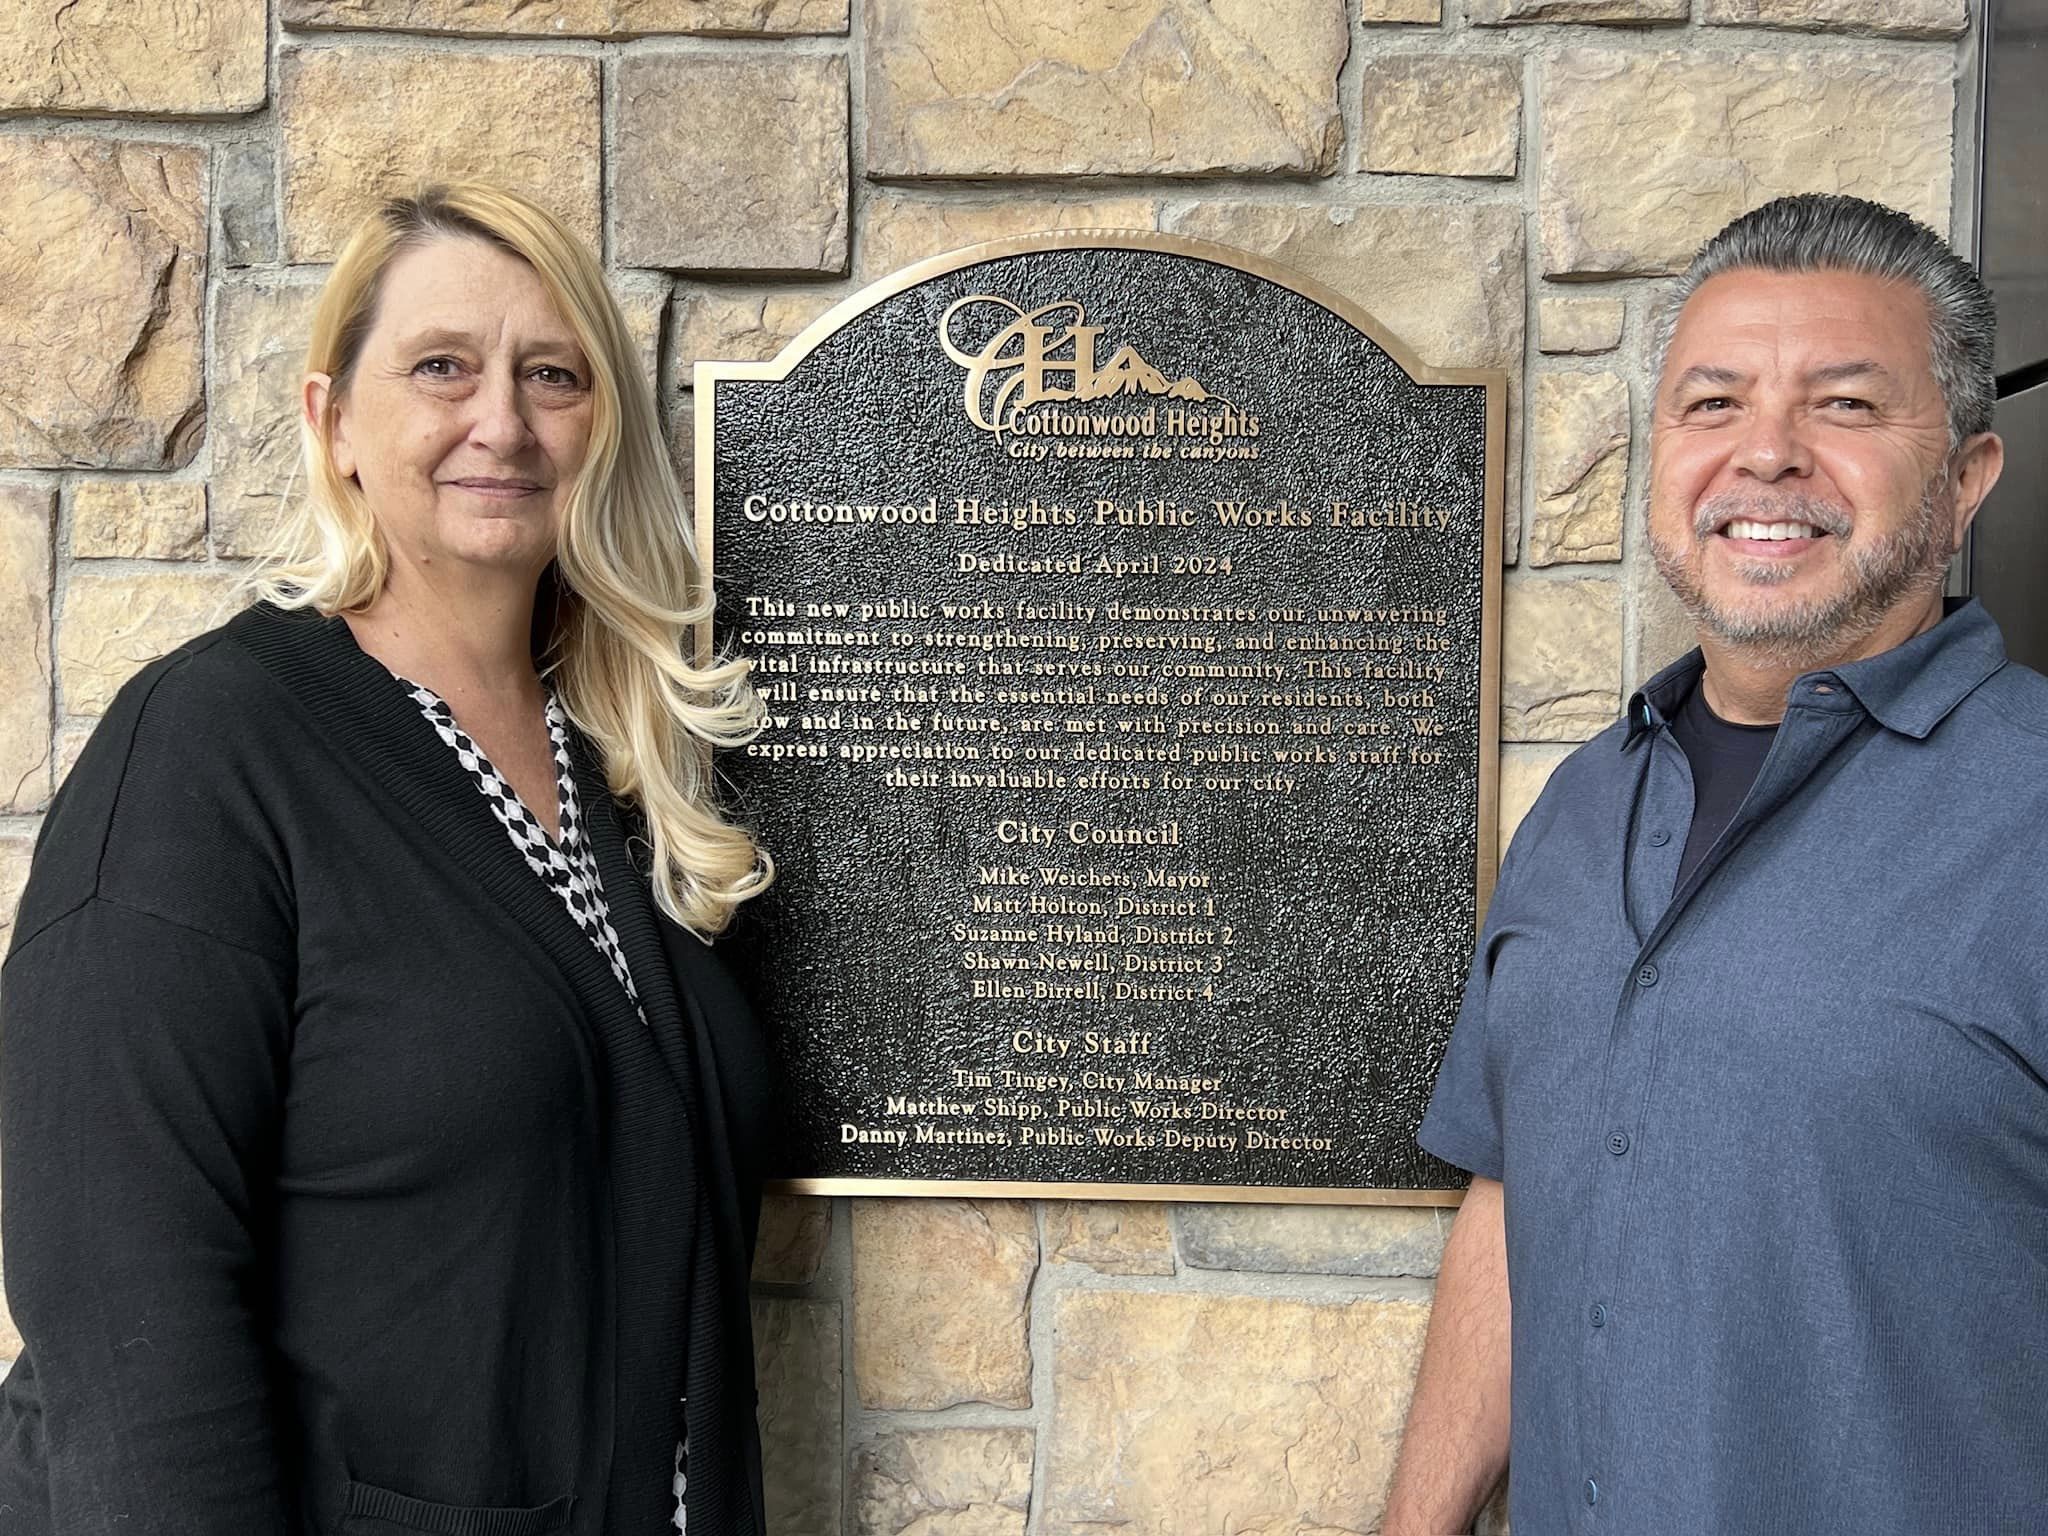 CH
Cottonwood Heights
City between the canyons
Cottonwood Heights Public Works Facility
Dedicated April 2024
This new public works facility demonstrates our unwavering
commitment to strengthening, preserving, and enhancing the
vital infrastructure that serves our community. This facility
will ensure that the essential needs of our residents, both
and in the future, are met with precision and care. We
express appreciation to our dedicated public works staff for
their invaluable efforts for our city
City Council
Mike Weichers, Mayor
Matt Holton, District 1
Suzanne Hyland, District 2
Shawn Newell, District 3
Ellen Birrell, District 4
City Staff
Tim Tingey, City Manager
Matthew Shipp, Public Works Director
Danny Martinez, Public Works Deputy Director